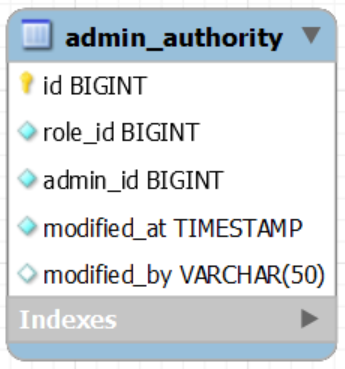 admin_authority
id BIGINT
role_id BIGINT
admin_id BIGINT
modified_at TIMESTAMP
modified_by VARCHAR(50)
Indexes